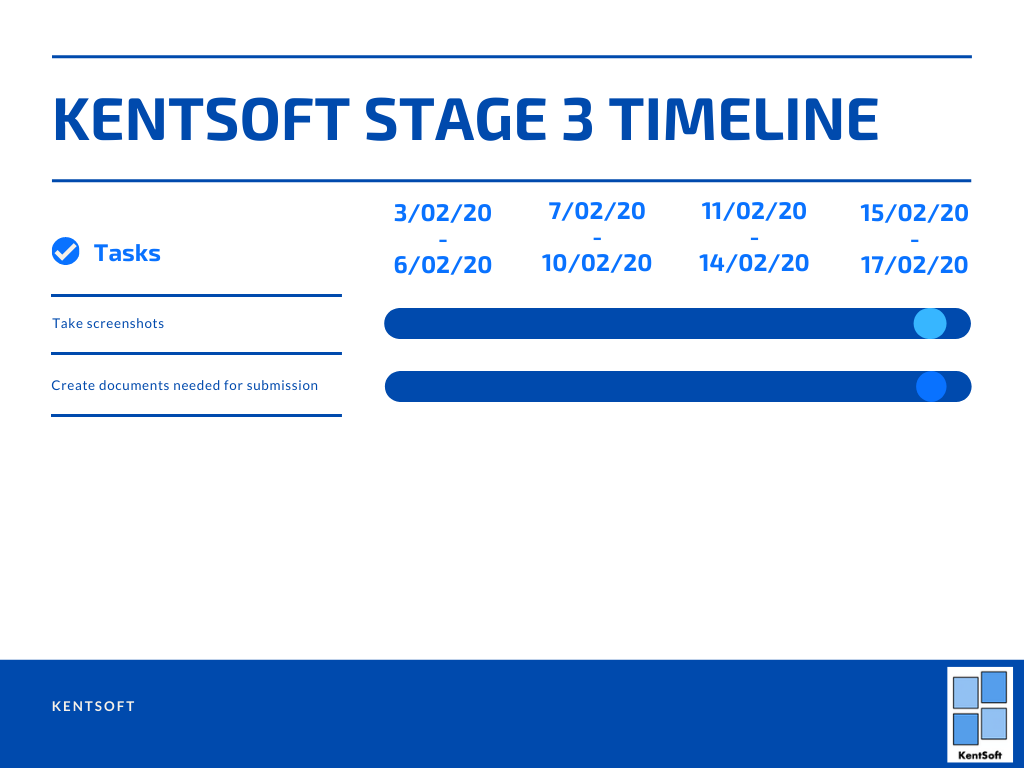 KENTSOFT STAGE 3 TIMELINE
Tasks
3/02/20
-
6/02/20
7/02/20
-
10/02/20
11/02/20
-
14/02/20
15/02/20
-
17/02/20
Take screenshots
Create documents needed for submission
KENTSOFT
KentSoft